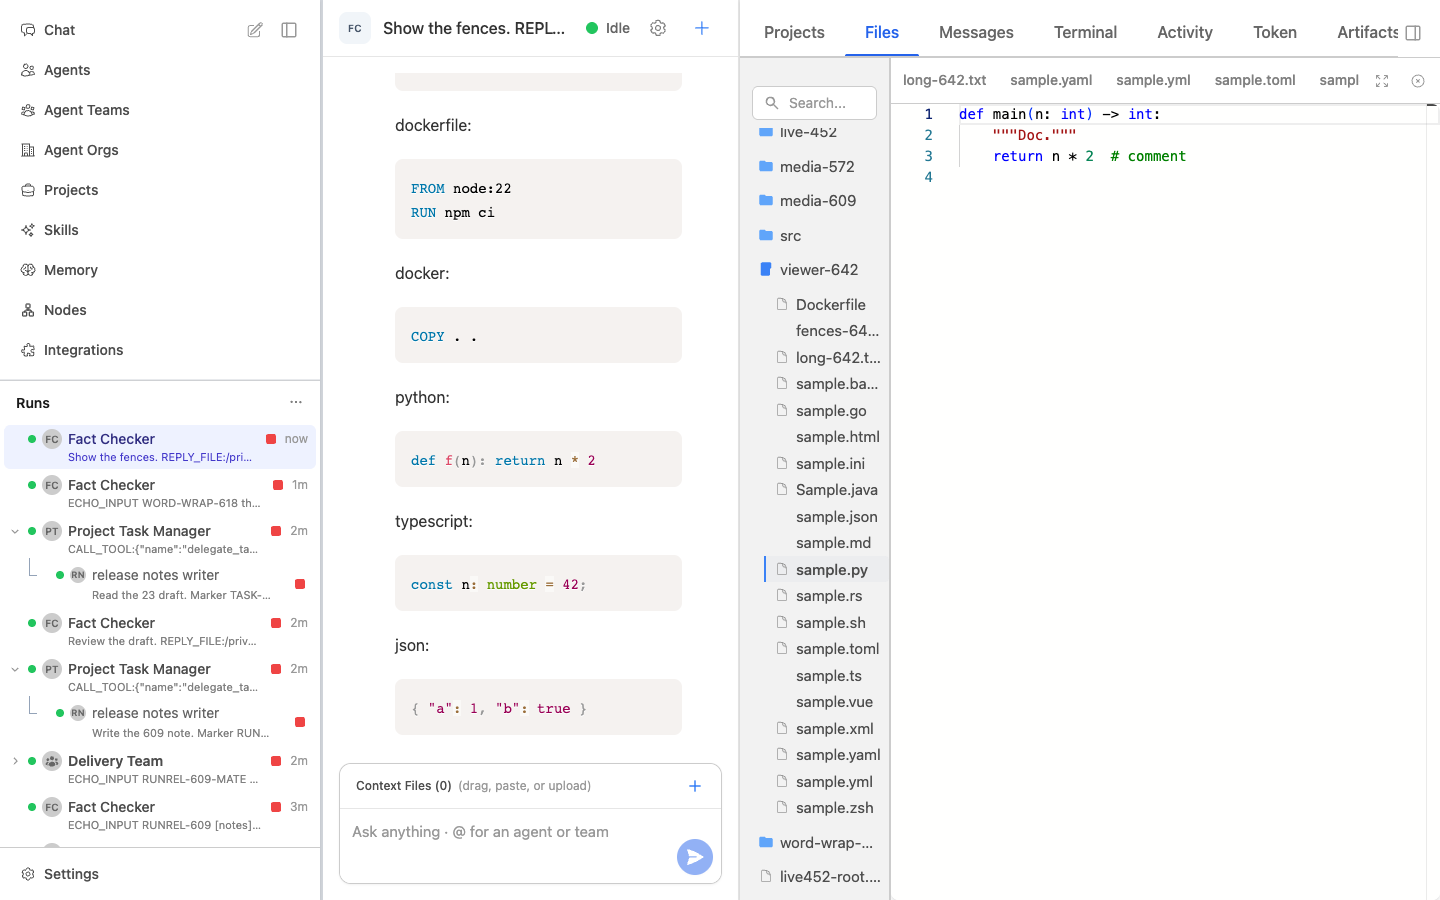 Chat
Agents
Agent Teams
Agent Orgs
Projects
Skills
Memory
Nodes
Integrations
Runs
FC Fact Checker now
Show the fences. REPLY_FILE:/pri...
FC Fact Checker 1m
ECHO_INPUT WORD-WRAP-618 th...
PT Project Task Manager 2m
CALL_TOOL:{"name":"delegate_ta...
RN release notes writer
Read the 23 draft. Marker TASK-...
FC Fact Checker 2m
Review the draft. REPLY_FILE:/priv...
PT Project Task Manager 2m
CALL_TOOL:{"name":"delegate_ta...
RN release notes writer
Write the 609 note. Marker RUN...
Delivery Team 2m
ECHO_INPUT RUNREL-609-MATE ...
FC Fact Checker 3m
ECHO_INPUT RUNREL-609 [notes]...
Settings
FC Show the fences. REPL... Idle
dockerfile:
FROM node:22
RUN npm ci
docker:
COPY . .
python:
def f(n): return n * 2
typescript:
const n: number = 42;
json:
{ "a": 1, "b": true }
Context Files (0) (drag, paste, or upload)
Ask anything · @ for an agent or team
Projects Files Messages Terminal Activity Token Artifacts
Search...
live-452
media-572
media-609
src
viewer-642
Dockerfile
fences-64...
long-642.t...
sample.ba...
sample.go
sample.html
sample.ini
Sample.java
sample.json
sample.md
sample.py
sample.rs
sample.sh
sample.toml
sample.ts
sample.vue
sample.xml
sample.yaml
sample.yml
sample.zsh
word-wrap-...
live452-root....
long-642.txt sample.yaml sample.yml sample.toml sampl
1 def main(n: int) -> int:
2 """Doc."""
3 return n * 2 # comment
4